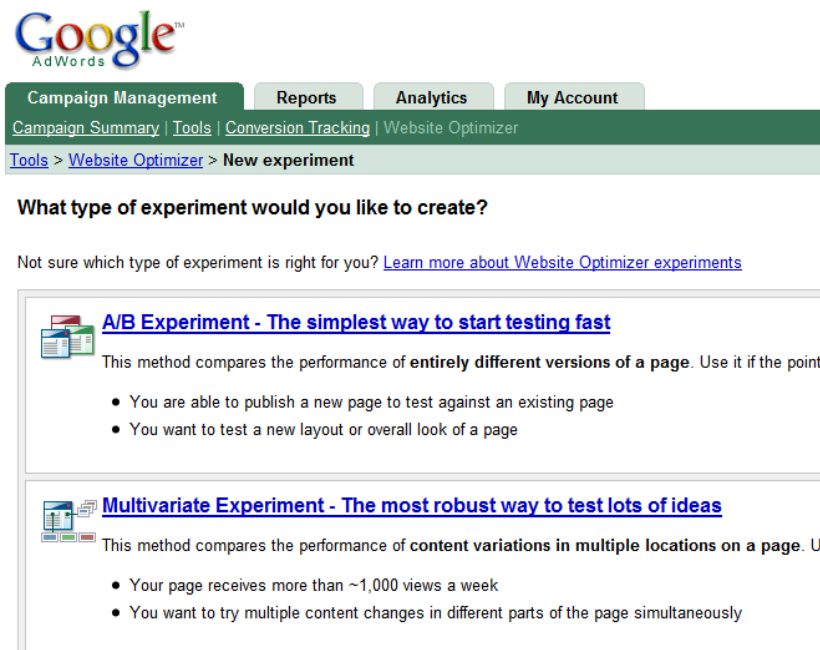 Google™
AdWords
Campaign Management Reports Analytics My Account
Campaign Summary | Tools | Conversion Tracking | Website Optimizer
Tools > Website Optimizer > New experiment
What type of experiment would you like to create?
Not sure which type of experiment is right for you? Learn more about Website Optimizer experiments
A/B Experiment - The simplest way to start testing fast
This method compares the performance of entirely different versions of a page. Use it if the point
• You are able to publish a new page to test against an existing page
• You want to test a new layout or overall look of a page
Multivariate Experiment - The most robust way to test lots of ideas
This method compares the performance of content variations in multiple locations on a page. U
• Your page receives more than ~1,000 views a week
• You want to try multiple content changes in different parts of the page simultaneously